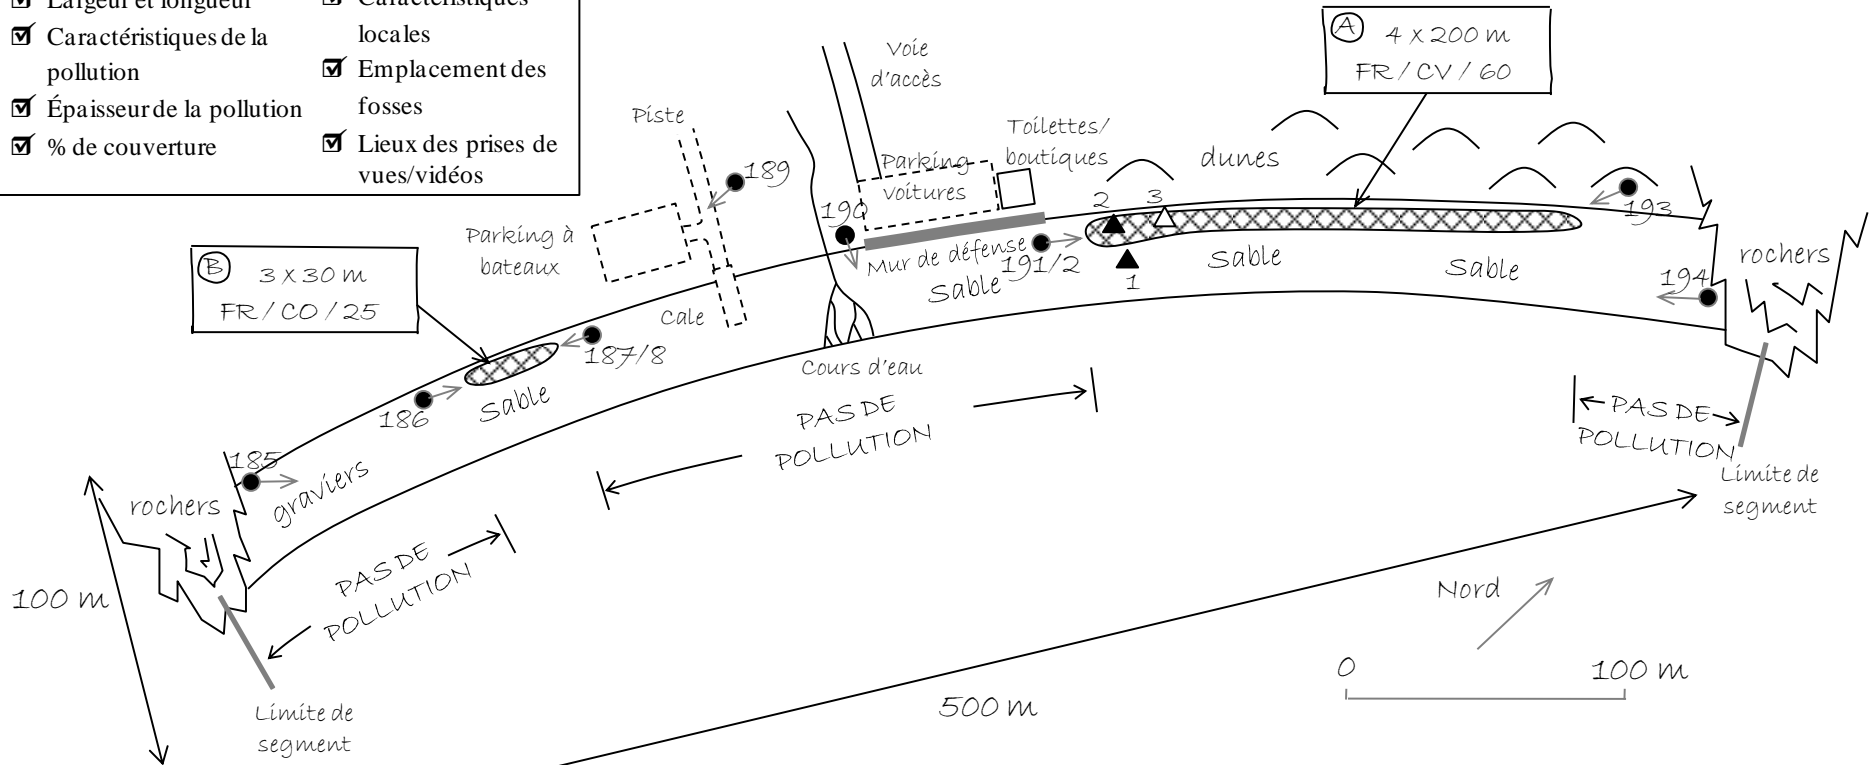 Largeur et longueur
Caractéristiques de la
pollution
Épaisseur de la pollution
% de couverture
Caractéristiques
locales
Emplacement des
fosses
Lieux des prises de
vues/vidéos
A 4 x 200 m
FR / CV / 60
Voie
d'accès
Piste
189
Toilettes/
boutiques
Parking
voitures
dunes
190
2
3
193
Parking à
bateaux
Mur de défense
191/2
1
Sable
Sable
Sable
rochers
194
B 3 x 30 m
FR / CO / 25
Cale
187/8
186
Sable
Cours d'eau
PAS DE
POLLUTION
PAS DE
POLLUTION
185
graviers
rochers
Limite de
segment
PAS DE
POLLUTION
100 m
Nord
0 100 m
500 m
Limite de
segment